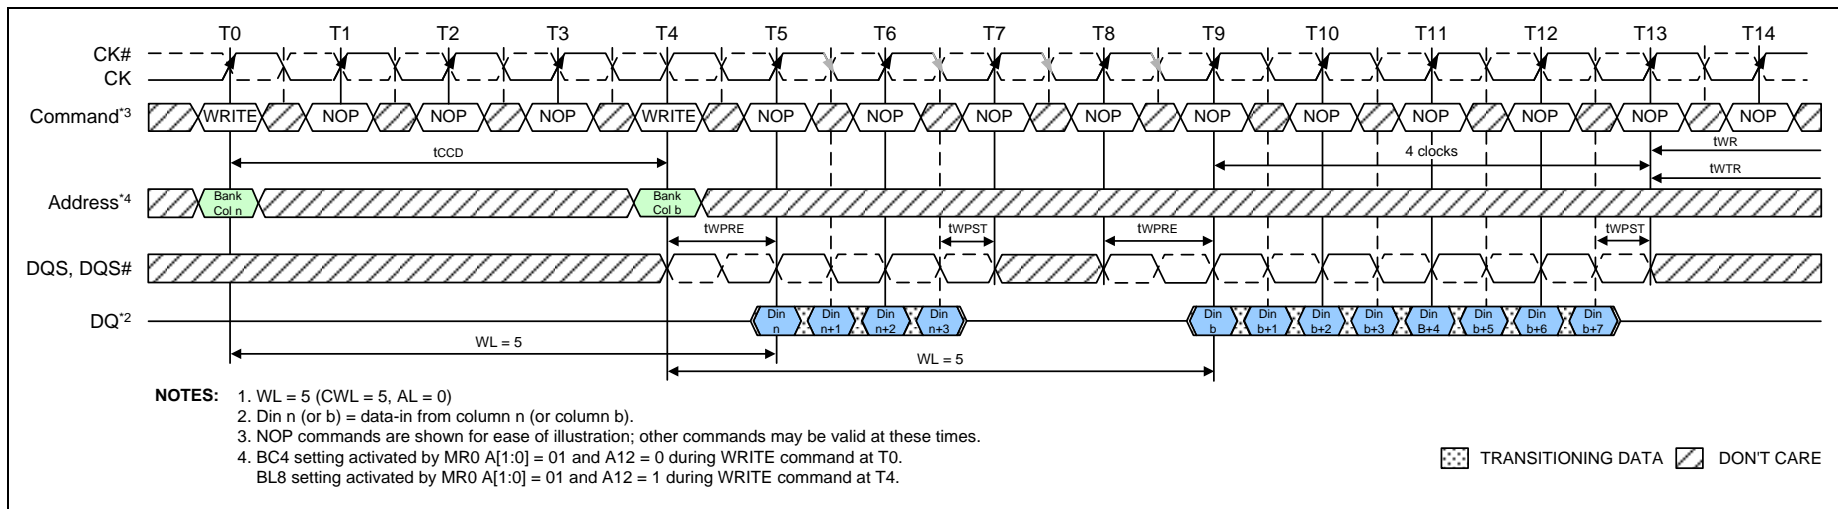 T0 T1 T2 T3 T4 T5 T6 T7 T8 T9 T10 T11 T12 T13 T14
CK#
CK
Command*3 WRITE NOP NOP NOP WRITE NOP NOP NOP NOP NOP NOP NOP NOP NOP NOP
tCCD 4 clocks tWR
tWTR
Address*4 Bank Col n Bank Col b
tWPRE tWPST tWPRE tWPST
DQS, DQS#
DQ*2 Din n Din n+1 Din n+2 Din n+3 Din b Din b+1 Din b+2 Din b+3 Din B+4 Din b+5 Din b+6 Din b+7
WL = 5
WL = 5
NOTES: 1. WL = 5 (CWL = 5, AL = 0)
2. Din n (or b) = data-in from column n (or column b).
3. NOP commands are shown for ease of illustration; other commands may be valid at these times.
4. BC4 setting activated by MR0 A[1:0] = 01 and A12 = 0 during WRITE command at T0.
BL8 setting activated by MR0 A[1:0] = 01 and A12 = 1 during WRITE command at T4.
TRANSITIONING DATA DON'T CARE